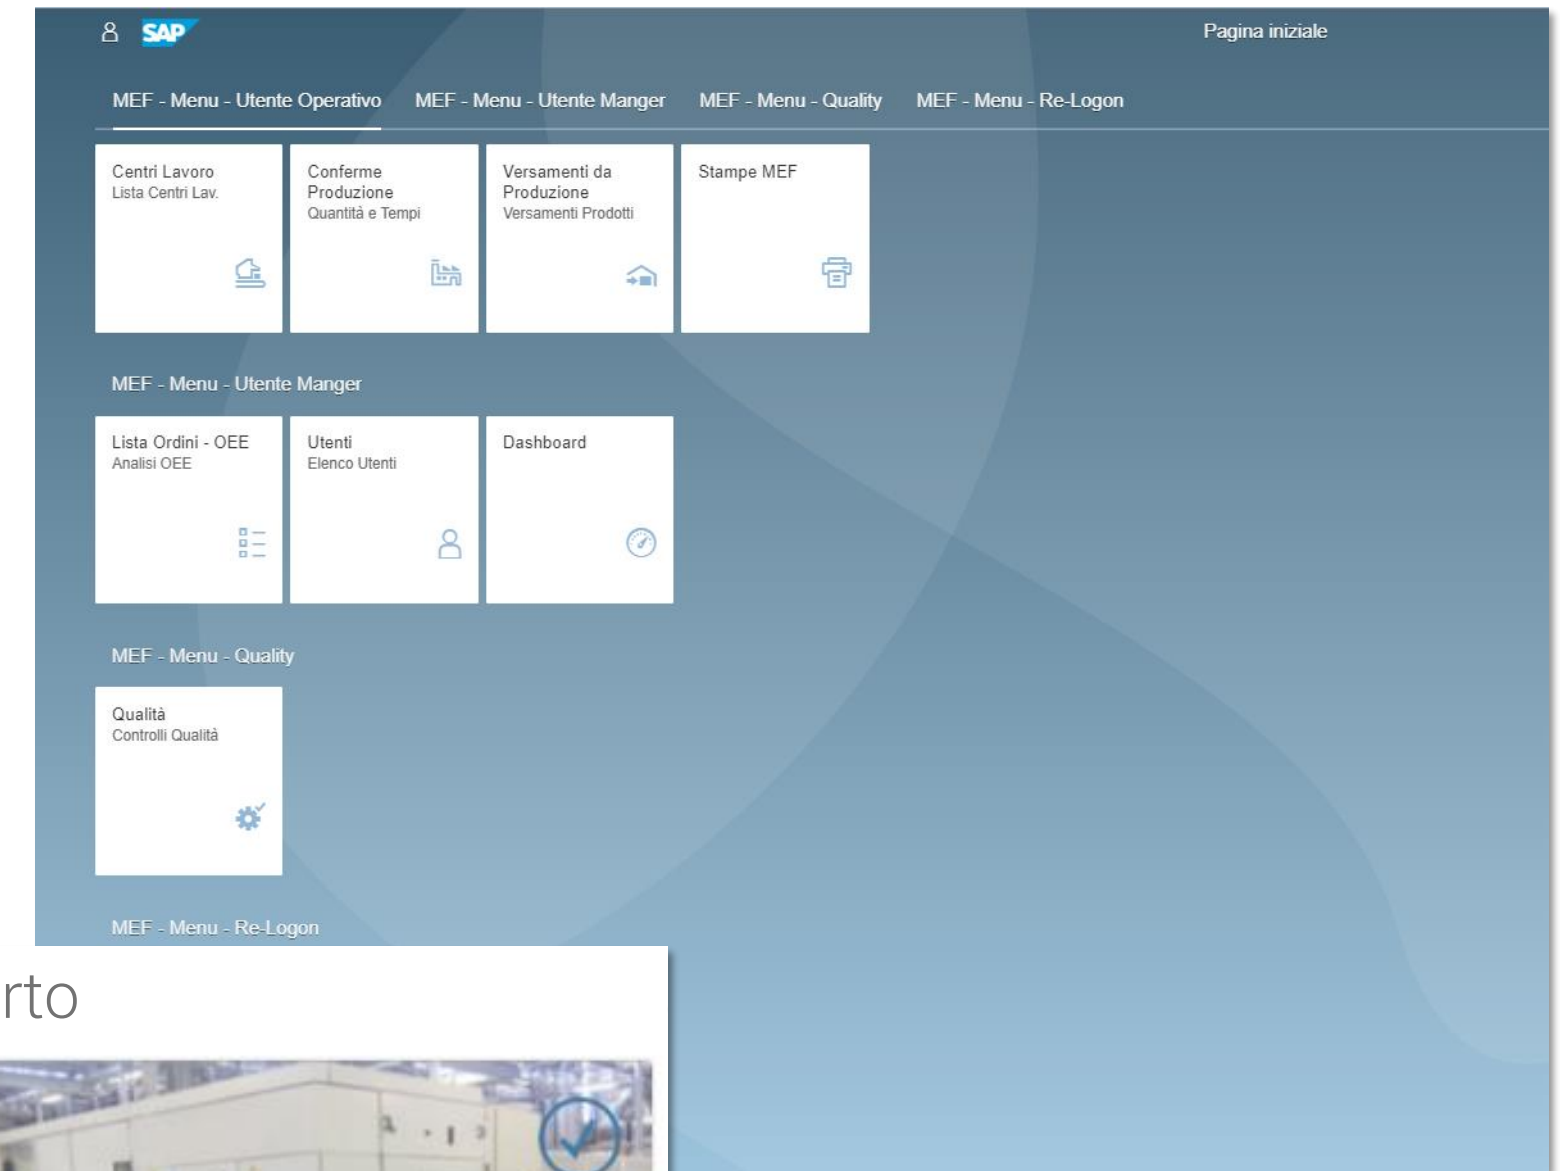 SAP
Pagina iniziale
MEF - Menu - Utente Operativo MEF - Menu - Utente Manger MEF - Menu - Quality MEF - Menu - Re-Logon
Centri Lavoro
Lista Centri Lav.
Conferme
Produzione
Quantità e Tempi
Versamenti da
Produzione
Versamenti Prodotti
Stampe MEF
MEF - Menu - Utente Manger
Lista Ordini - OEE
Analisi OEE
Utenti
Elenco Utenti
Dashboard
MEF - Menu - Quality
Qualità
Controlli Qualità
MEF - Menu - Re-Logon
rto